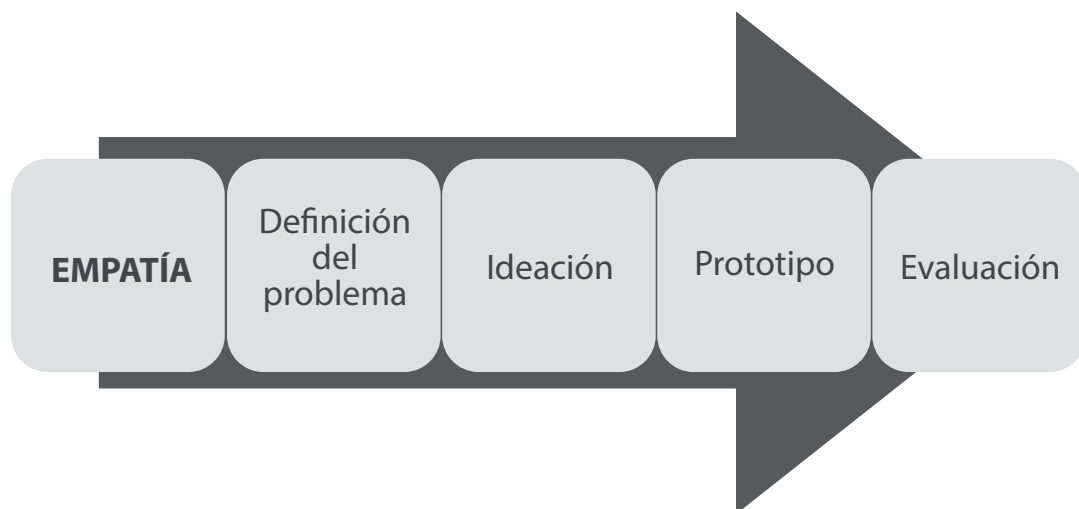 EMPATÍA
Definición
del
problema
Ideación
Prototipo
Evaluación